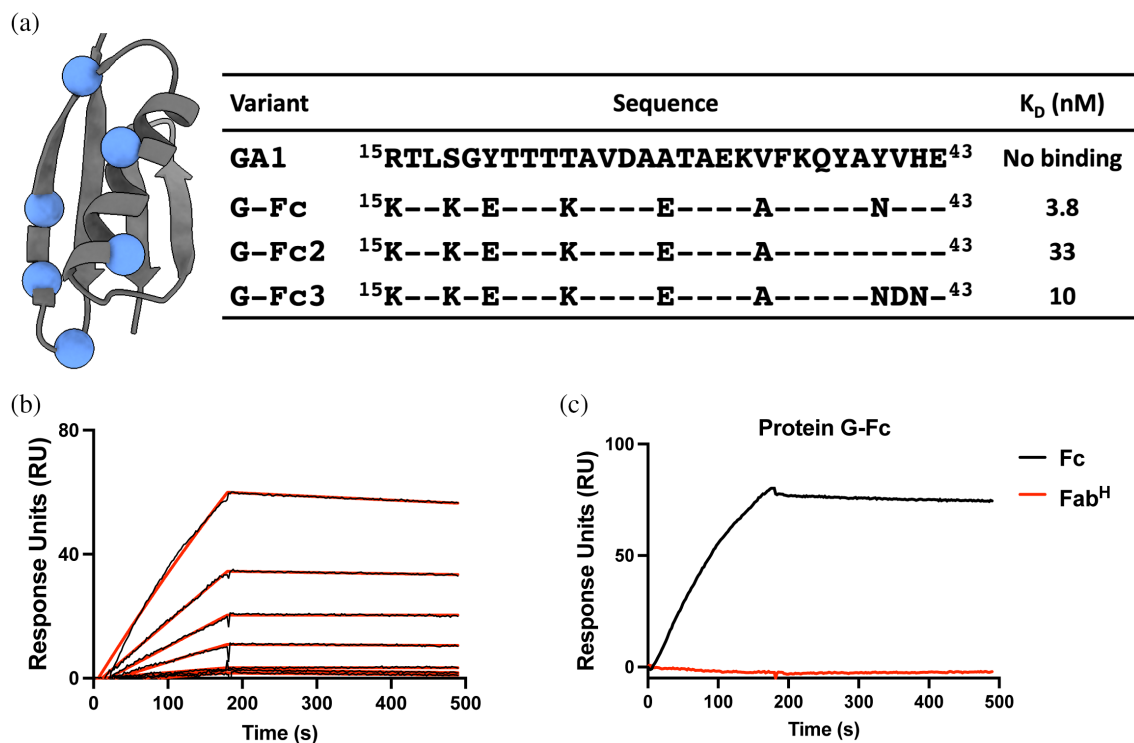 (a)
Variant Sequence K_D (nM)
GA1 ¹⁵RTLSGYTTTTAVDAATAEKVFKQYAYVHE⁴³ No binding
G-Fc ¹⁵K--K-E---K----E----A------N---⁴³ 3.8
G-Fc2 ¹⁵K--K-E---K----E----A----------⁴³ 33
G-Fc3 ¹⁵K--K-E---K----E----A------NDN-⁴³ 10
(b)
Response Units (RU)
80
40
0
0 100 200 300 400 500
Time (s)
(c)
Protein G-Fc
Response Units (RU)
100
50
0
0 100 200 300 400 500
Time (s)
Fc
Fabᴴ